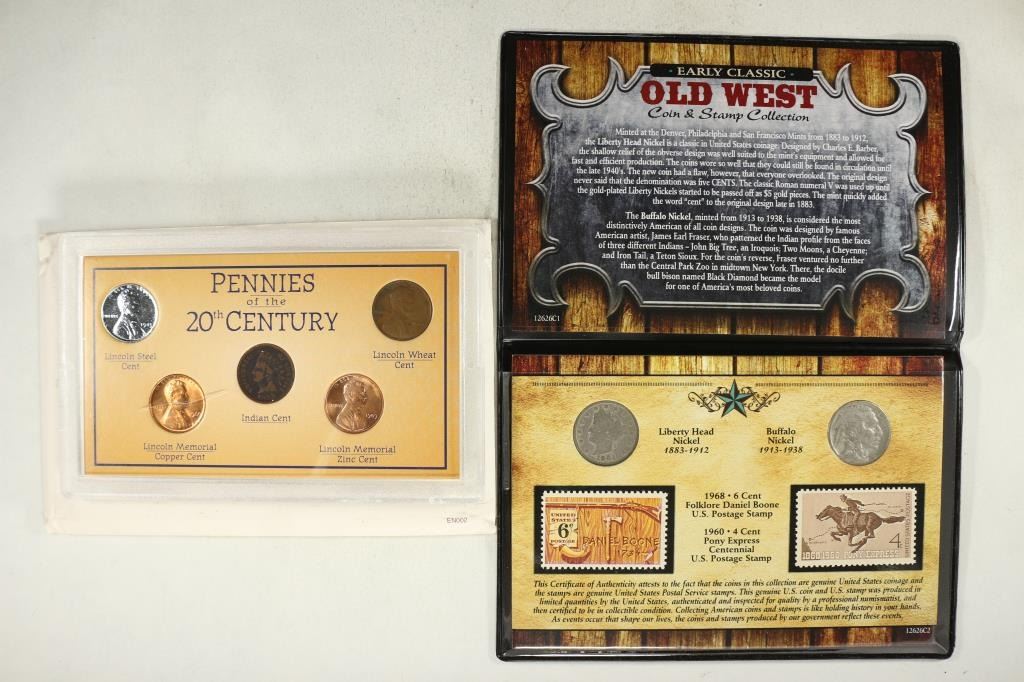 PENNIES
of the
20th CENTURY
Lincoln Steel
Cent
Lincoln Wheat
Cent
Indian Cent
Lincoln Memorial
Copper Cent
Lincoln Memorial
Zinc Cent
EN002
EARLY CLASSIC
OLD WEST
Coin & Stamp Collection
Minted at the Denver, Philadelphia and San Francisco Mints from 1883 to 1912,
the Liberty Head Nickel is a classic in United States coinage. Designed by Charles E. Barber,
the shallow relief of the obverse design was well suited to the mint's equipment and allowed for
fast and efficient production. The coins wore so well that they could still be found in circulation until
the late 1940's. The new coin had a flaw, however, that everyone overlooked. The original design
never said that the denomination was five CENTS. The classic Roman numeral V was used up until
the gold-plated Liberty Nickels started to be passed off as $5 gold pieces. The mint quickly added
the word "cent" to the original design late in 1883.
The Buffalo Nickel, minted from 1913 to 1938, is considered the most
distinctively American of all coin designs. The coin was designed by famous
American artist, James Earl Fraser, who patterned the Indian profile from the faces
of three different Indians – John Big Tree, an Iroquois; Two Moons, a Cheyenne;
and Iron Tail, a Teton Sioux. For the coin's reverse, Fraser ventured no further
than the Central Park Zoo in midtown New York. There, the docile
bull bison named Black Diamond became the model
for one of America's most beloved coins.
12626C1
Liberty Head
Nickel
1883-1912
Buffalo
Nickel
1913-1938
1968 • 6 Cent
Folklore Daniel Boone
U.S. Postage Stamp
1960 • 4 Cent
Pony Express
Centennial
U.S. Postage Stamp
UNITED
STATES
6c
POSTAGE
DANIEL BOONE
1734
4c
1860-1960 PONY EXPRESS
This Certificate of Authenticity attests to the fact that the coins in this collection are genuine United States coinage and
the stamps are genuine United States Postal Service stamps. This genuine U.S. coin and U.S. stamp was produced in
limited quantities by the United States, authenticated and inspected for quality by a professional numismatist, and
then certified to be in collectible condition. Collecting American coins and stamps is like holding history in your hands.
As events occur that shape our lives, the coins and stamps produced by our government reflect these events.
12626C2